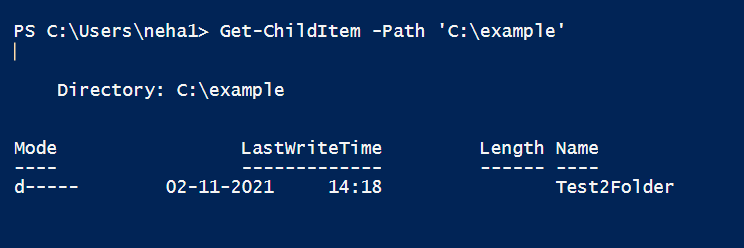 PS C:\Users\neha1> Get-ChildItem -Path 'C:\example'
Directory: C:\example
Mode LastWriteTime Length Name
---- ------------- ------ ----
d----- 02-11-2021 14:18 Test2Folder